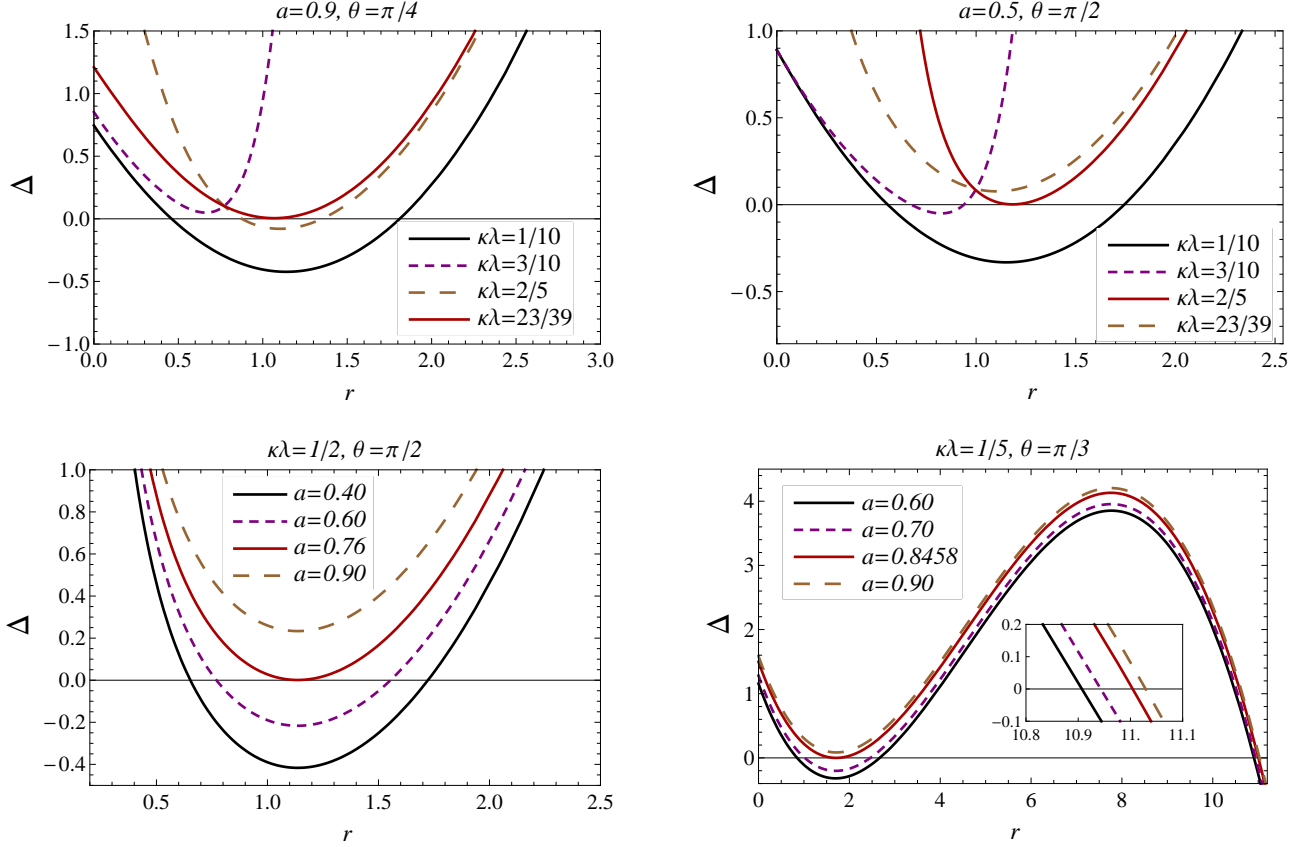 a=0.9, θ=π/4
1.5
1.0
0.5
0.0
−0.5
−1.0
Δ
κλ=1/10
κλ=3/10
κλ=2/5
κλ=23/39
0.0 0.5 1.0 1.5 2.0 2.5 3.0
r
a=0.5, θ=π/2
1.0
0.5
0.0
−0.5
Δ
κλ=1/10
κλ=3/10
κλ=2/5
κλ=23/39
0.0 0.5 1.0 1.5 2.0 2.5
r
κλ=1/2, θ=π/2
1.0
0.8
0.6
0.4
0.2
0.0
−0.2
−0.4
Δ
a=0.40
a=0.60
a=0.76
a=0.90
0.5 1.0 1.5 2.0 2.5
r
κλ=1/5, θ=π/3
4
3
2
1
0
Δ
a=0.60
a=0.70
a=0.8458
a=0.90
0.2
0.1
0
−0.1
10.8 10.9 11. 11.1
0 2 4 6 8 10
r